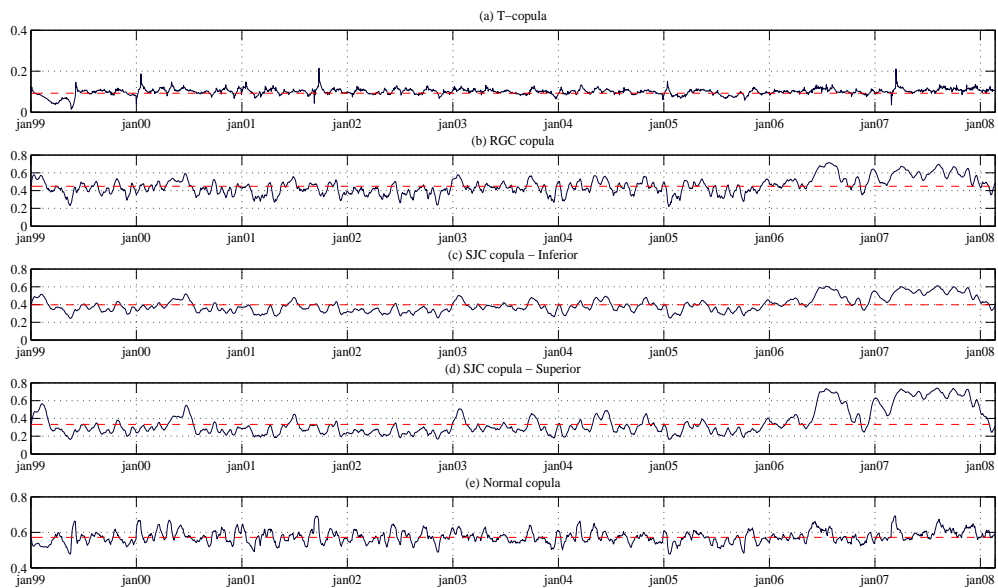 (a) T−copula
0.4
0.2
0
jan99 jan00 jan01 jan02 jan03 jan04 jan05 jan06 jan07 jan08
(b) RGC copula
0.8
0.6
0.4
0.2
0
jan99 jan00 jan01 jan02 jan03 jan04 jan05 jan06 jan07 jan08
(c) SJC copula – Inferior
0.8
0.6
0.4
0.2
0
jan99 jan00 jan01 jan02 jan03 jan04 jan05 jan06 jan07 jan08
(d) SJC copula – Superior
0.8
0.6
0.4
0.2
0
jan99 jan00 jan01 jan02 jan03 jan04 jan05 jan06 jan07 jan08
(e) Normal copula
0.8
0.6
0.4
jan99 jan00 jan01 jan02 jan03 jan04 jan05 jan06 jan07 jan08